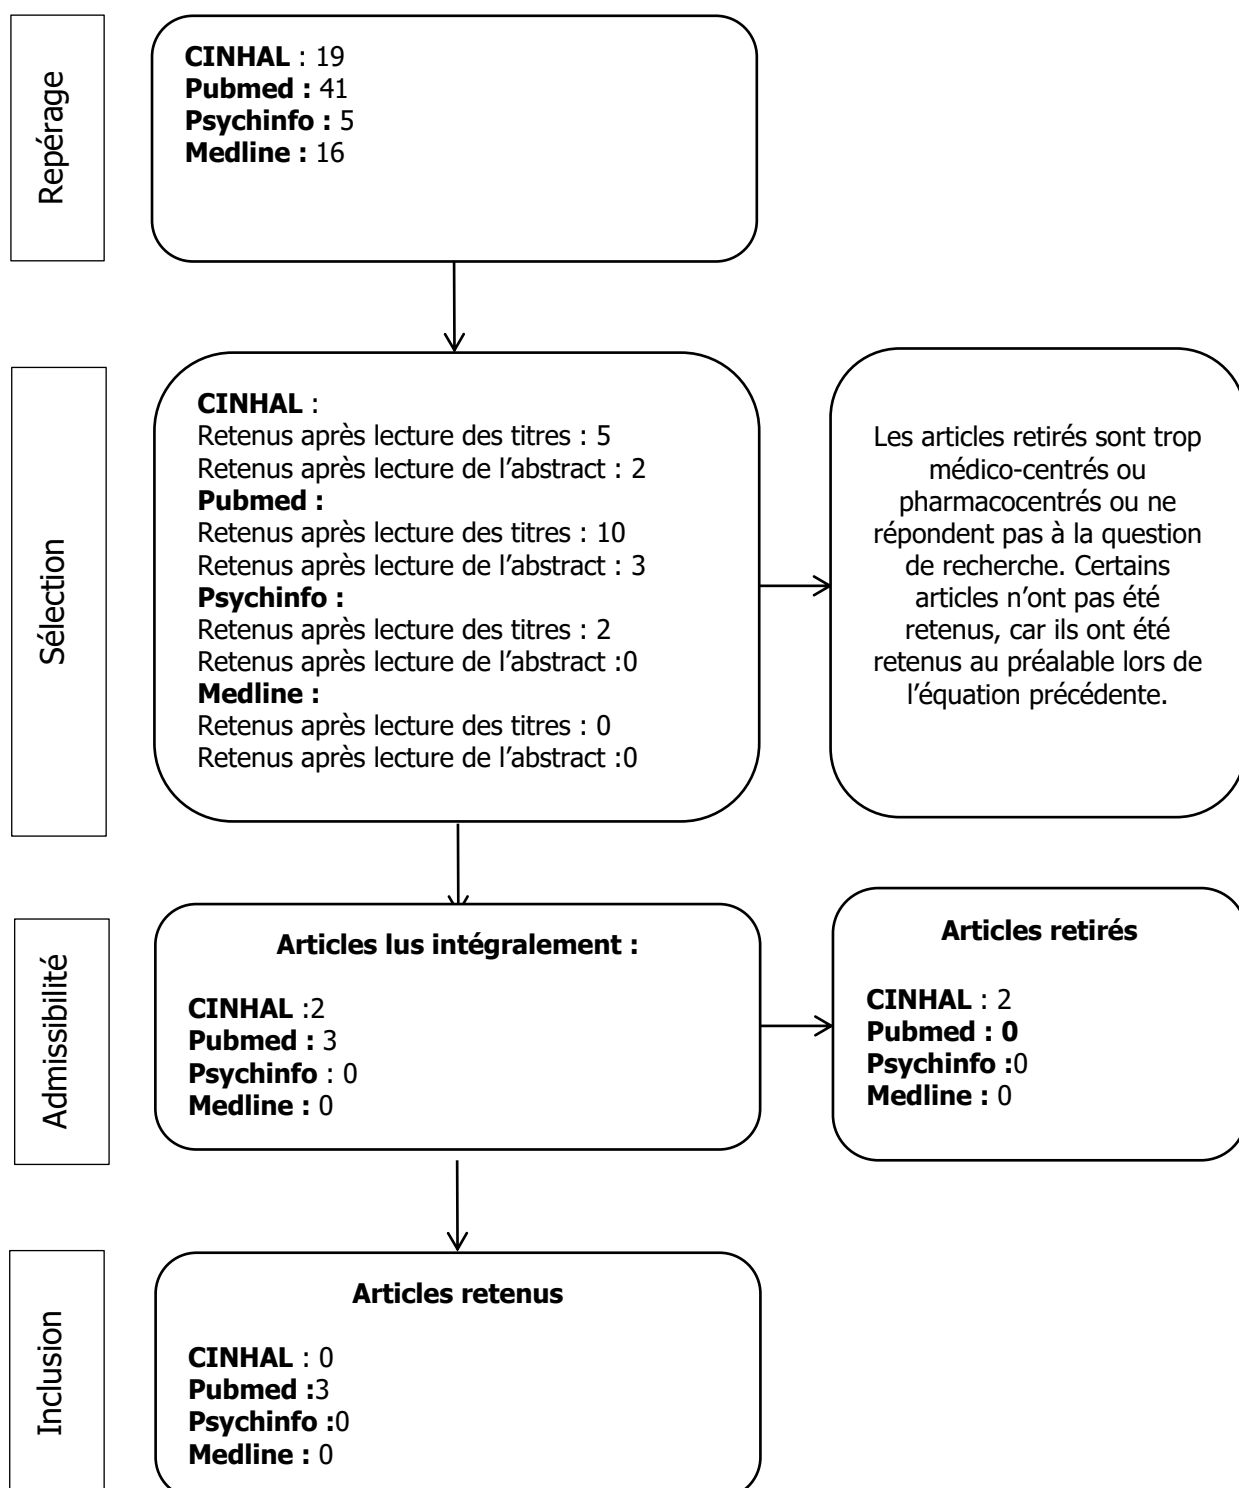 Repérage
CINHAL : 19
Pubmed : 41
Psychinfo : 5
Medline : 16
Sélection
CINHAL :
Retenus après lecture des titres : 5
Retenus après lecture de l’abstract : 2
Pubmed :
Retenus après lecture des titres : 10
Retenus après lecture de l’abstract : 3
Psychinfo :
Retenus après lecture des titres : 2
Retenus après lecture de l’abstract :0
Medline :
Retenus après lecture des titres : 0
Retenus après lecture de l’abstract :0
Les articles retirés sont trop
médico-centrés ou
pharmacocentrés ou ne
répondent pas à la question
de recherche. Certains
articles n’ont pas été
retenus, car ils ont été
retenus au préalable lors de
l’équation précédente.
Admissibilité
Articles lus intégralement :
CINHAL :2
Pubmed : 3
Psychinfo : 0
Medline : 0
Articles retirés
CINHAL : 2
Pubmed : 0
Psychinfo :0
Medline : 0
Inclusion
Articles retenus
CINHAL : 0
Pubmed :3
Psychinfo :0
Medline : 0